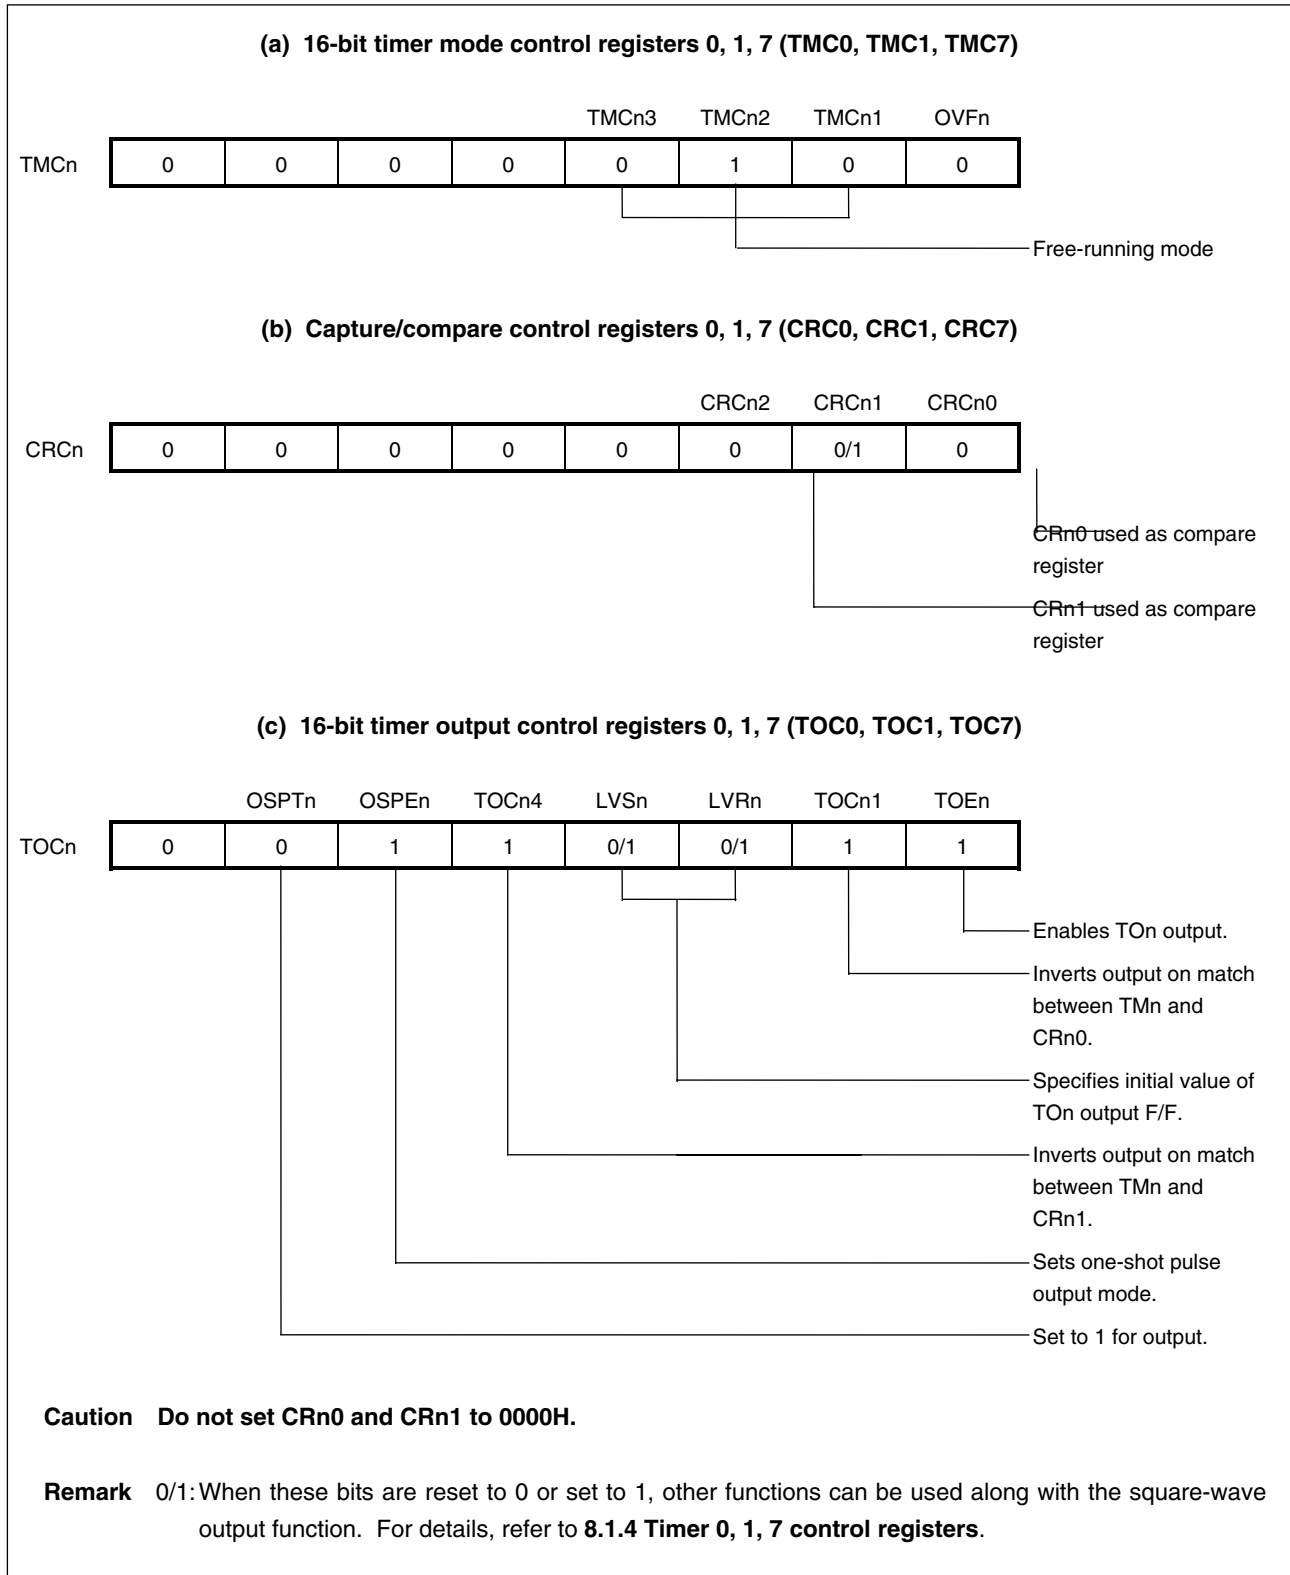 (a) 16-bit timer mode control registers 0, 1, 7 (TMC0, TMC1, TMC7)
TMCn3 TMCn2 TMCn1 OVFn
TMCn 0 0 0 0 0 1 0 0
Free-running mode
(b) Capture/compare control registers 0, 1, 7 (CRC0, CRC1, CRC7)
CRCn2 CRCn1 CRCn0
CRCn 0 0 0 0 0 0 0/1 0
CRn0 used as compare
register
CRn1 used as compare
register
(c) 16-bit timer output control registers 0, 1, 7 (TOC0, TOC1, TOC7)
OSPTn OSPEn TOCn4 LVSn LVRn TOCn1 TOEn
TOCn 0 0 1 1 0/1 0/1 1 1
Enables TOn output.
Inverts output on match
between TMn and
CRn0.
Specifies initial value of
TOn output F/F.
Inverts output on match
between TMn and
CRn1.
Sets one-shot pulse
output mode.
Set to 1 for output.
Caution Do not set CRn0 and CRn1 to 0000H.
Remark 0/1: When these bits are reset to 0 or set to 1, other functions can be used along with the square-wave
output function. For details, refer to 8.1.4 Timer 0, 1, 7 control registers.